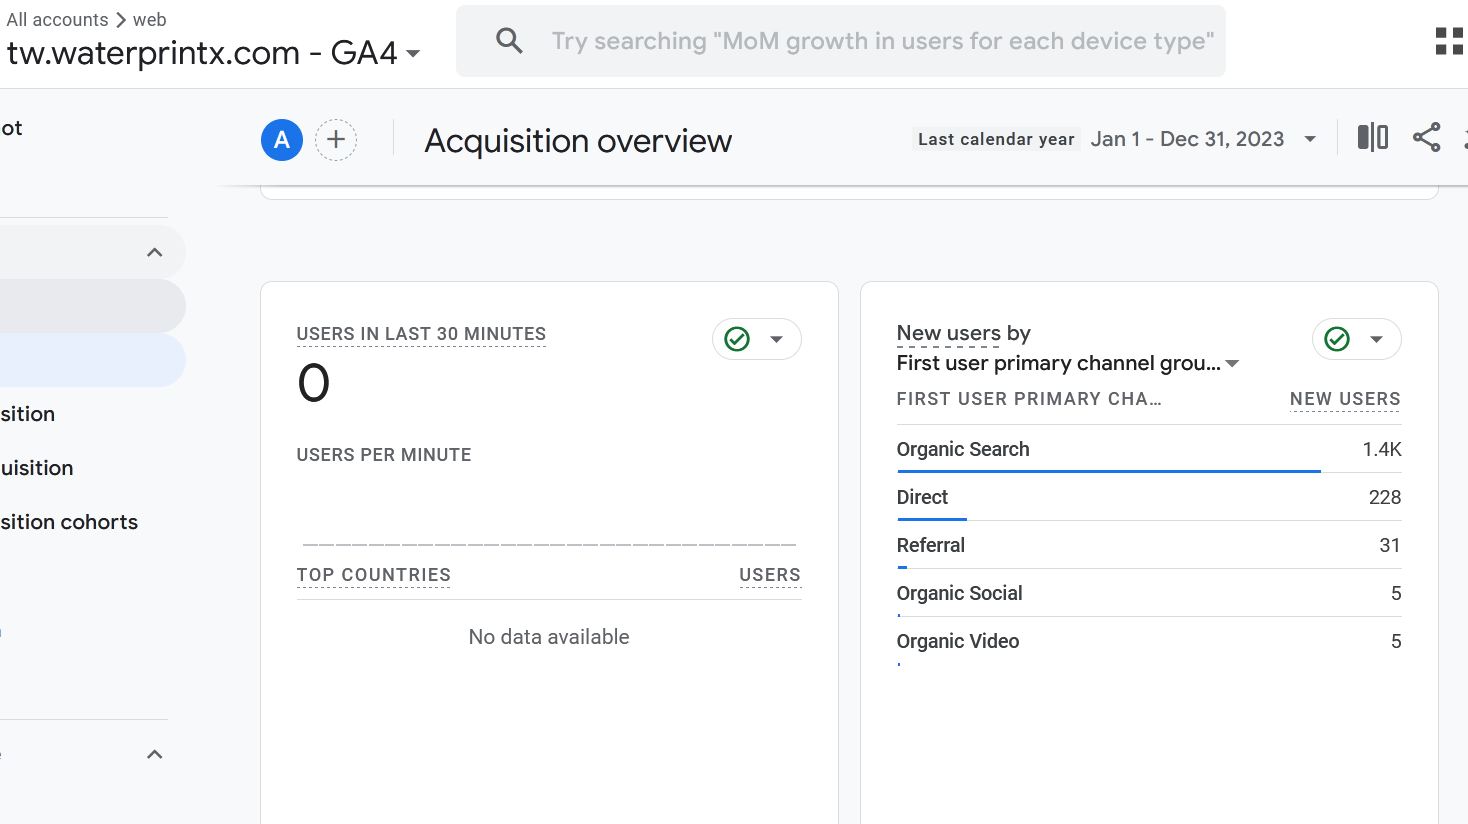 All accounts > web
tw.waterprintx.com - GA4
Try searching "MoM growth in users for each device type"
ot
A
+
Acquisition overview
Last calendar year Jan 1 - Dec 31, 2023
sition
uisition
sition cohorts
USERS IN LAST 30 MINUTES
0
USERS PER MINUTE
TOP COUNTRIES USERS
No data available
New users by
First user primary channel grou...
FIRST USER PRIMARY CHA... NEW USERS
Organic Search 1.4K
Direct 228
Referral 31
Organic Social 5
Organic Video 5